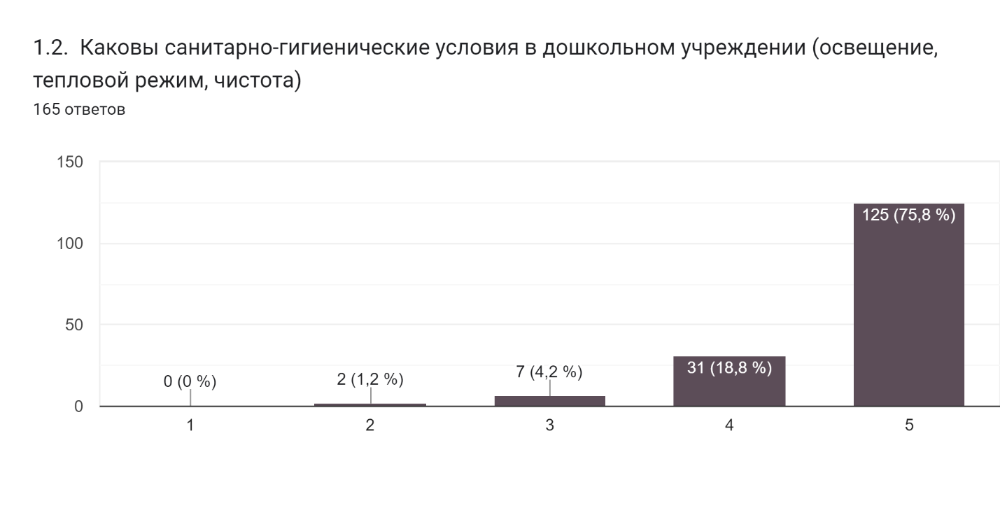 1.2. Каковы санитарно-гигиенические условия в дошкольном учреждении (освещение,
тепловой режим, чистота)
165 ответов
150
100
50
0
0 (0 %)
2 (1,2 %)
7 (4,2 %)
31 (18,8 %)
125 (75,8 %)
1
2
3
4
5